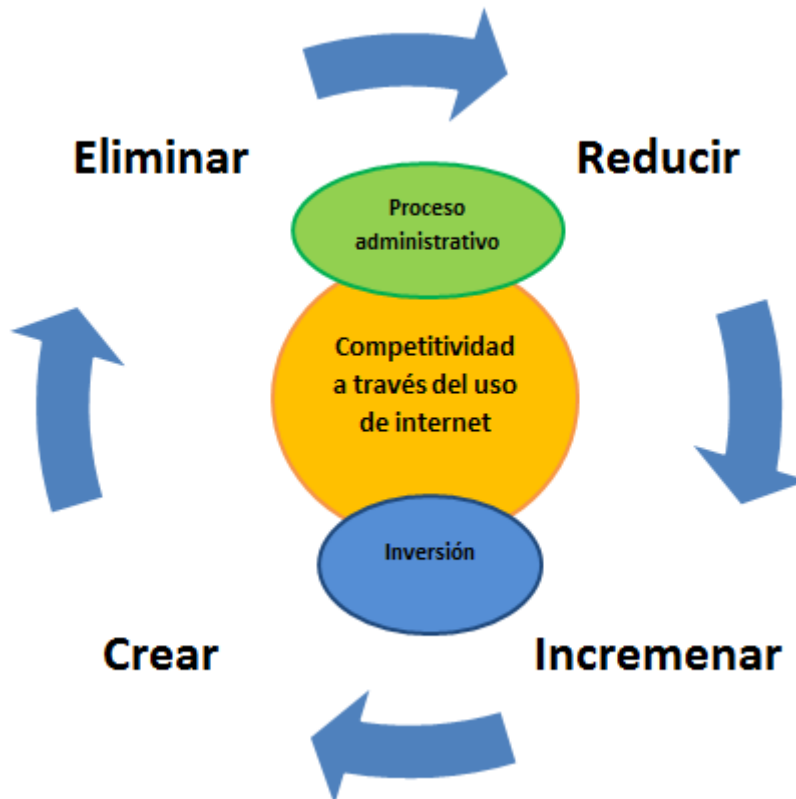 Eliminar
Reducir
Proceso
administrativo
Competitividad
a través del uso
de internet
Inversión
Crear
Incremenar